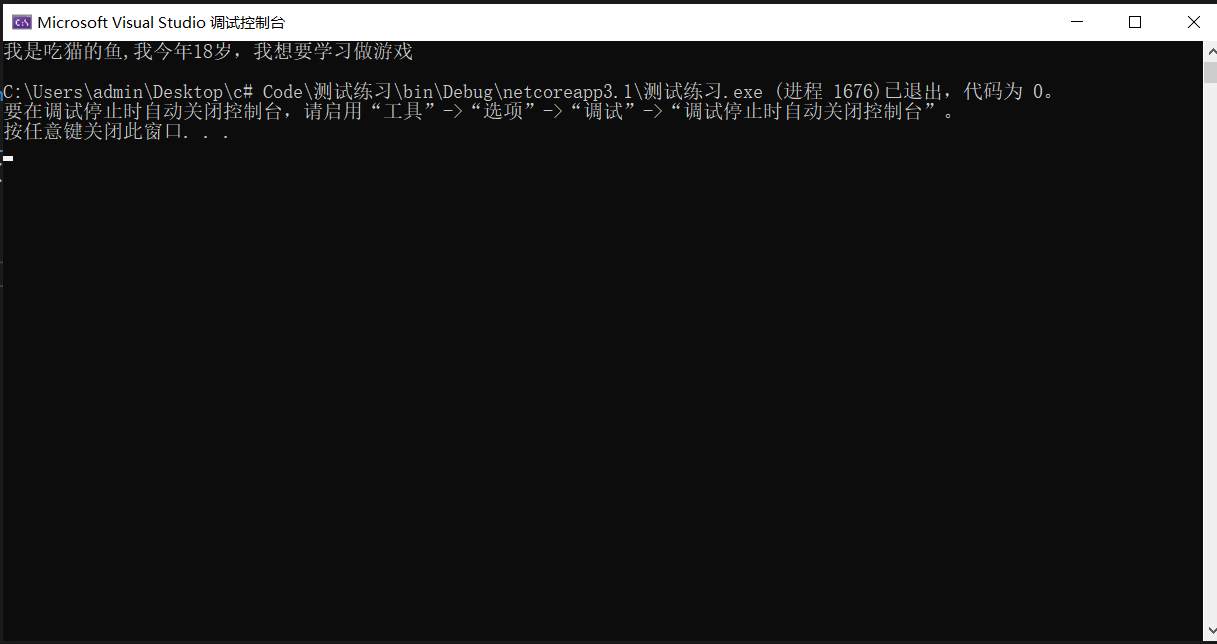 Microsoft Visual Studio 调试控制台
我是吃猫的鱼,我今年18岁，我想要学习做游戏
C:\Users\admin\Desktop\c# Code\测试练习\bin\Debug\netcoreapp3.1\测试练习.exe (进程 1676)已退出，代码为 0。
要在调试停止时自动关闭控制台，请启用“工具”->“选项”->“调试”->“调试停止时自动关闭控制台”。
按任意键关闭此窗口. . .